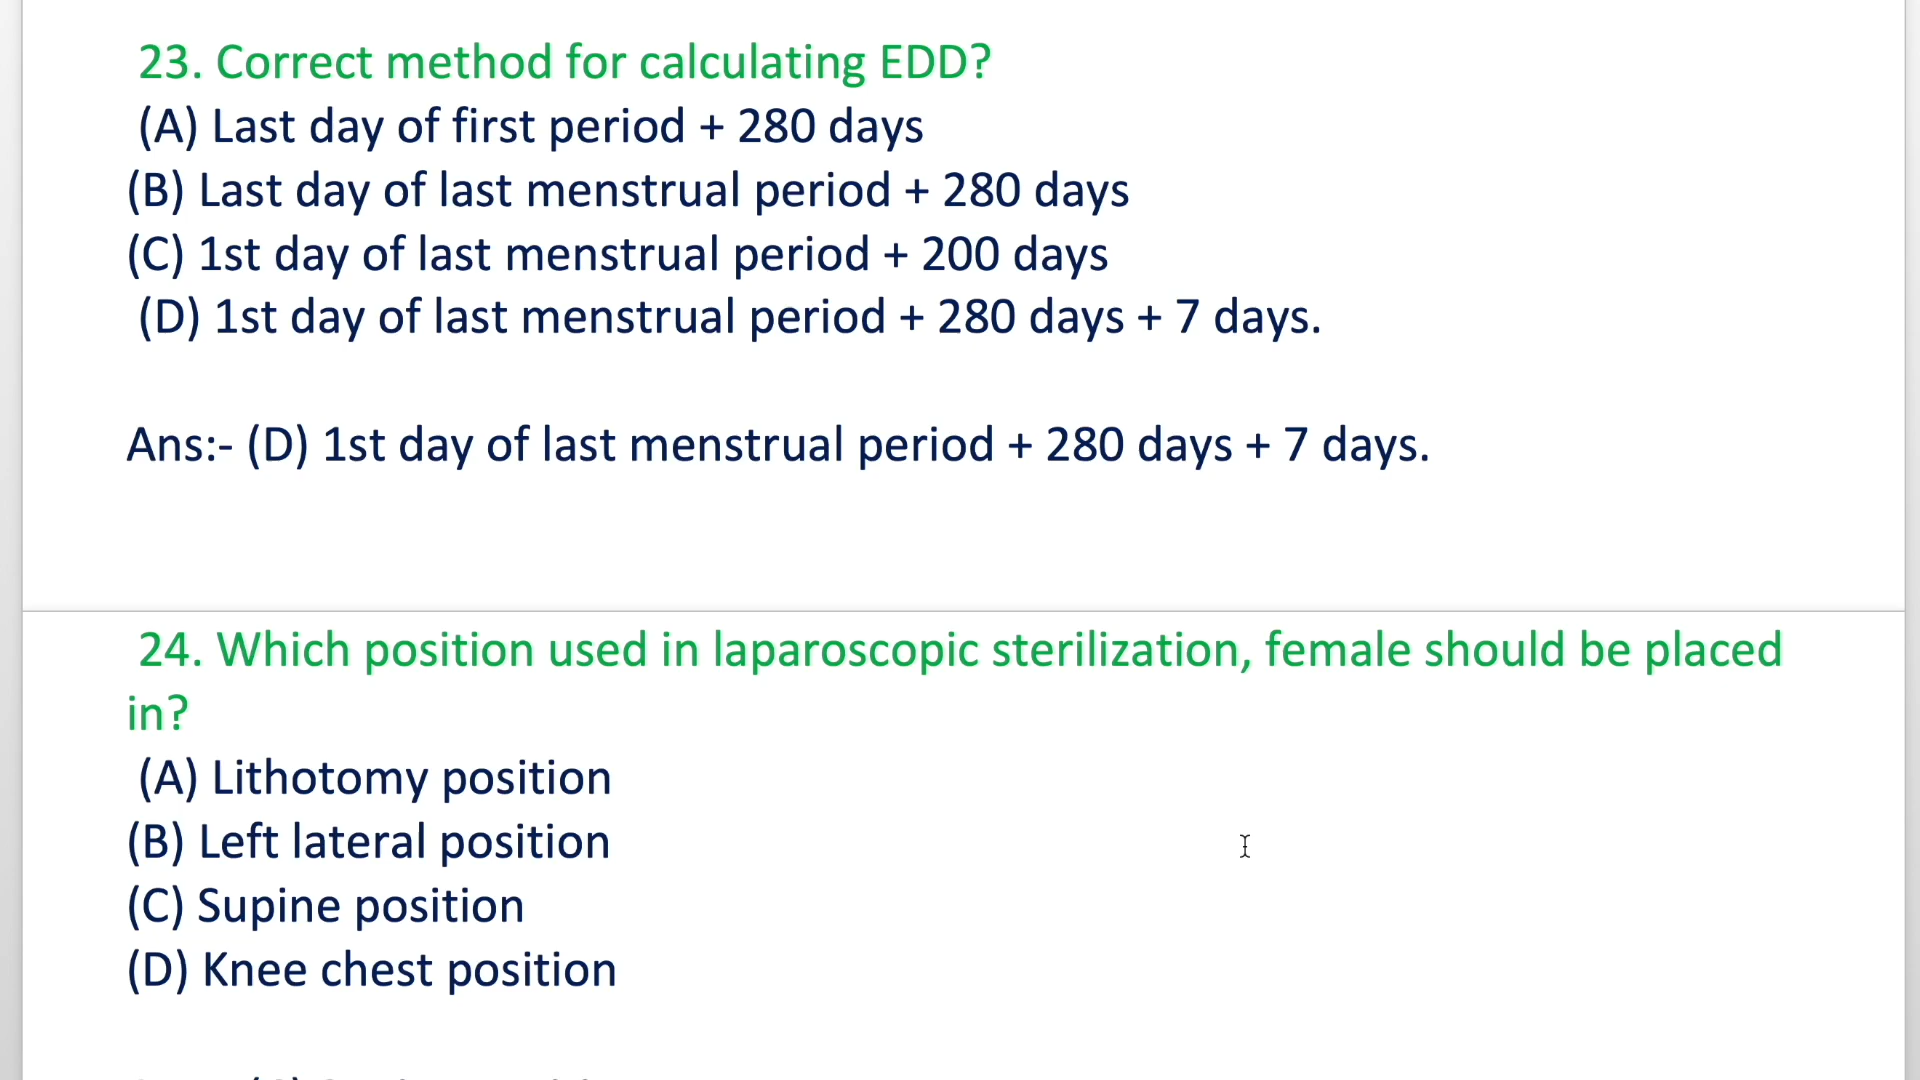 23. Correct method for calculating EDD?
(A) Last day of first period + 280 days
(B) Last day of last menstrual period + 280 days
(C) 1st day of last menstrual period + 200 days
(D) 1st day of last menstrual period + 280 days + 7 days.
Ans:- (D) 1st day of last menstrual period + 280 days + 7 days.
24. Which position used in laparoscopic sterilization, female should be placed
in?
(A) Lithotomy position
(B) Left lateral position
(C) Supine position
(D) Knee chest position